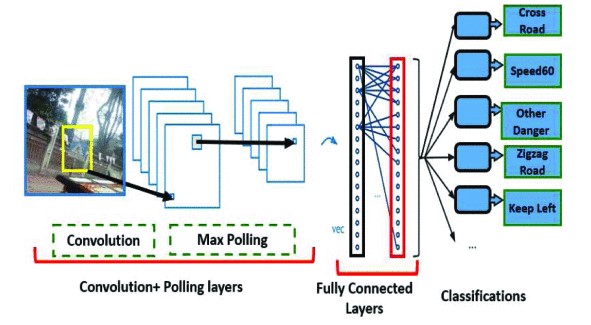 Cross
Road
Speed60
Other
Danger
Zigzag
Road
Keep Left
...
...
vec
Convolution
Max Polling
Convolution+ Polling layers
Fully Connected
Layers
Classifications